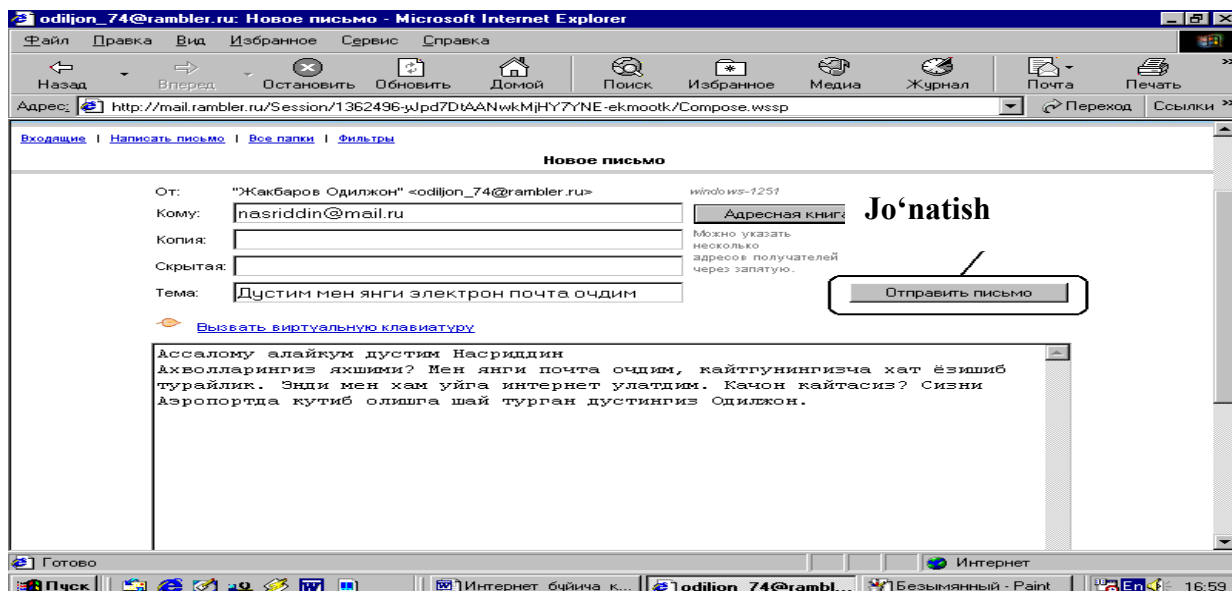 odiljon_74@rambler.ru: Новое письмо - Microsoft Internet Explorer
Файл Правка Вид Избранное Сервис Справка
Назад Вперед Остановить Обновить Домой Поиск Избранное Медиа Журнал Почта Печать
Адрес: http://mail.rambler.ru/Session/1362496-yJpd7DtAANwkMjHY7YNE-ekmootk/Compose.wssp Переход Ссылки
Входящие | Написать письмо | Все папки | Фильтры
Новое письмо
От: "Жакбаров Одилжон" <odiljon_74@rambler.ru> windows-1251
Кому: nasriddin@mail.ru Адресная книга Jo‘natish
Копия: Можно указать
несколько
адресов получателей
Скрытая: через запятую.
Тема: Дустим мен янги электрон почта очдим Отправить письмо
Вызвать виртуальную клавиатуру
Ассалому алайкум дустим Насриддин
Ахволларингиз яхшими? Мен янги почта очдим, кайтгунингизча хат ёзишиб
турайлик. Энди мен хам уйга интернет улатдим. Качон кайтасиз? Сизни
Аэропортда кутиб олишга шай турган дустингиз Одилжон.
Готово Интернет
Пуск Интернет буйича к... odiljon_74@rambl... Безымянный - Paint En 16:59